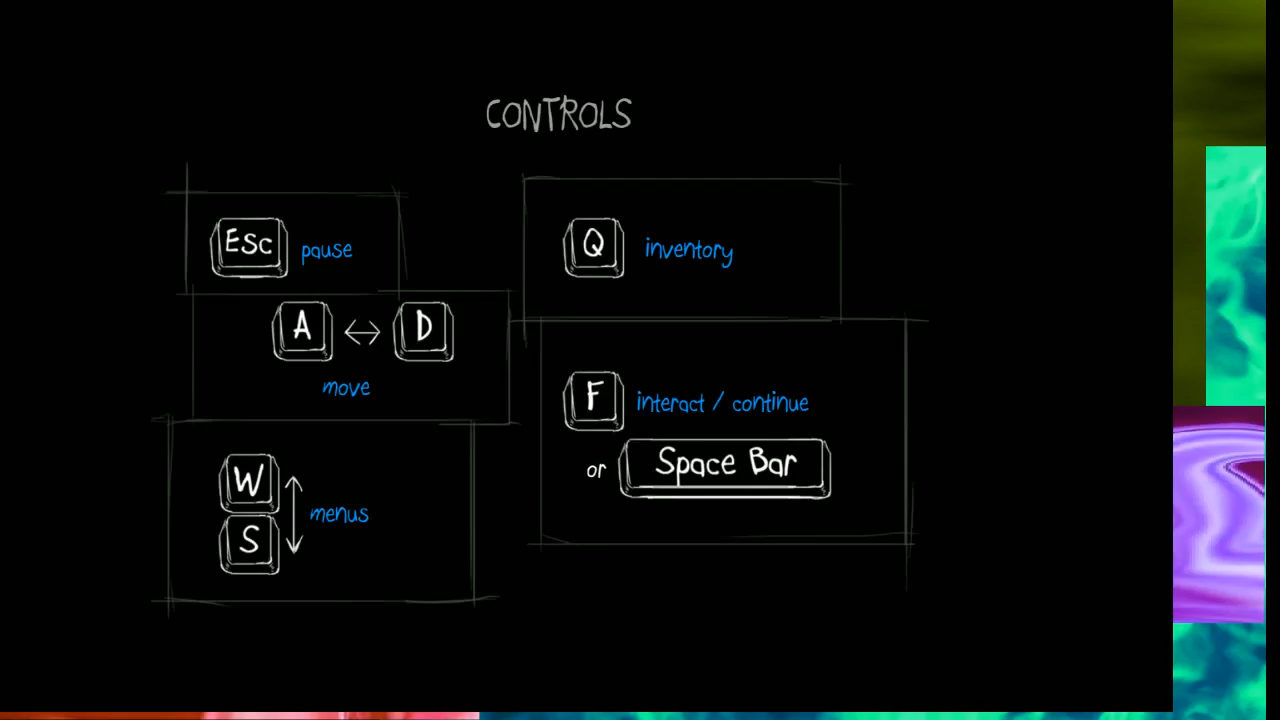 CONTROLS
Esc pause
A D
move
W
S
menus
Q inventory
F interact / continue
or Space Bar